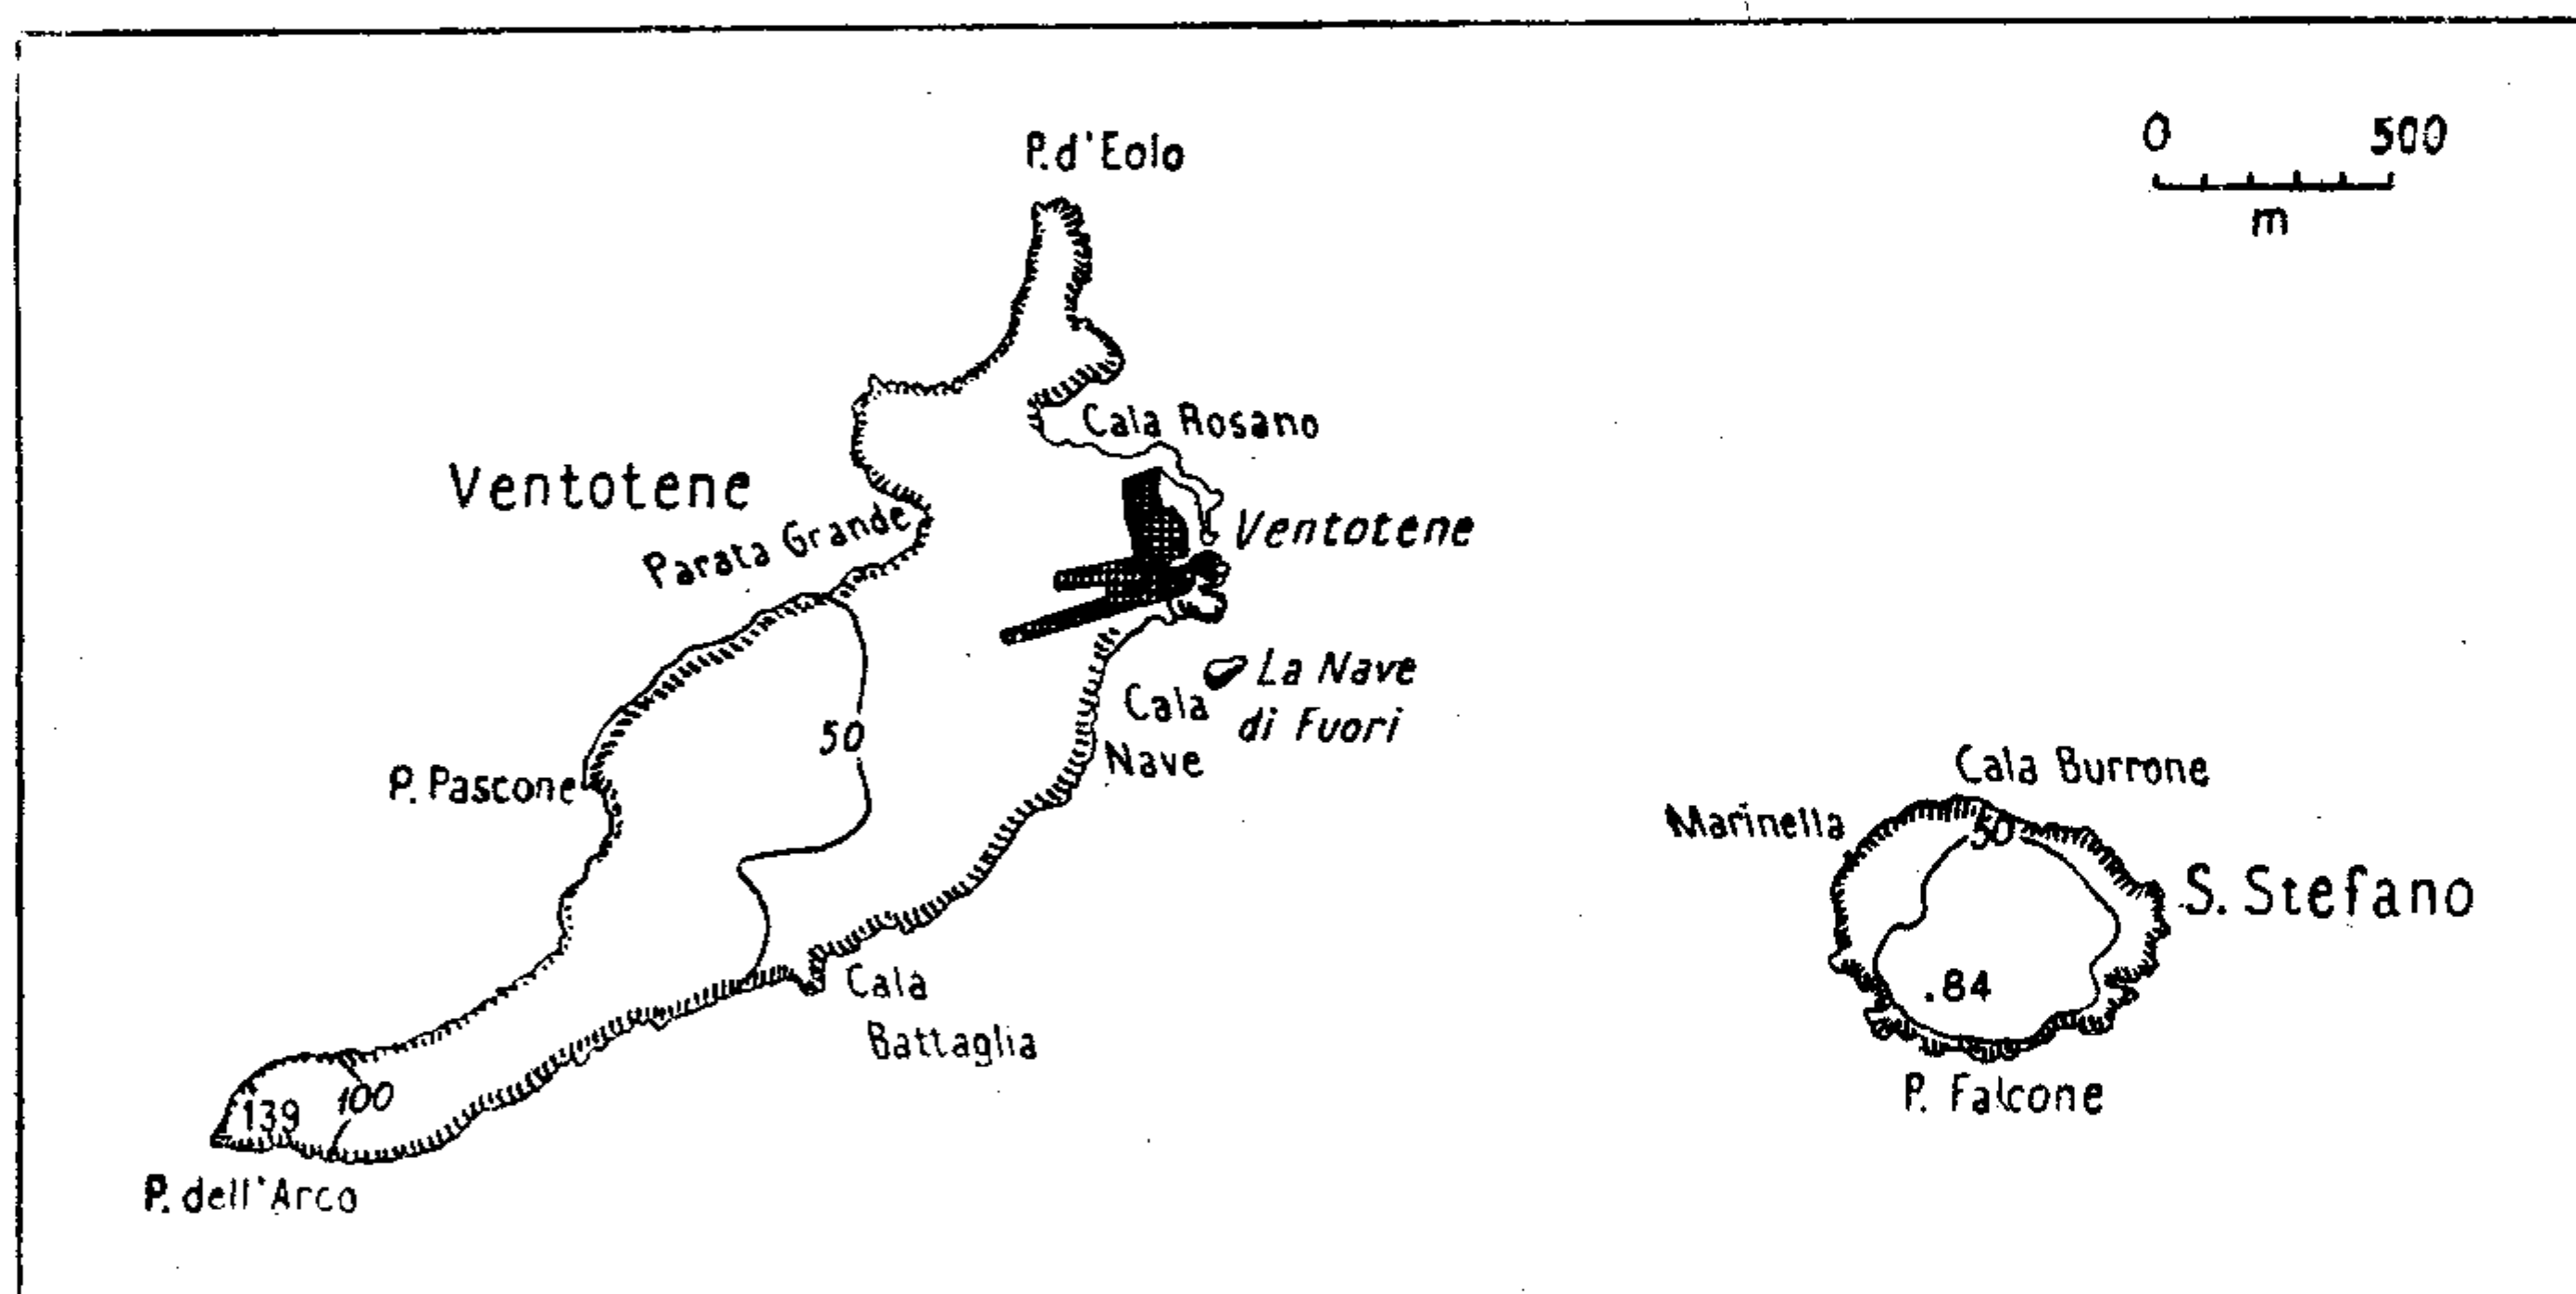 P. d'Eolo
0 500
m
Cala Rosano
Ventotene
Parata Grande
Ventotene
La Nave
di Fuori
Cala
Nave
50
P. Pascone
Cala
Battaglia
100
139
P. dell'Arco
Cala Burrone
Marinella
50
S. Stefano
.84
P. Falcone